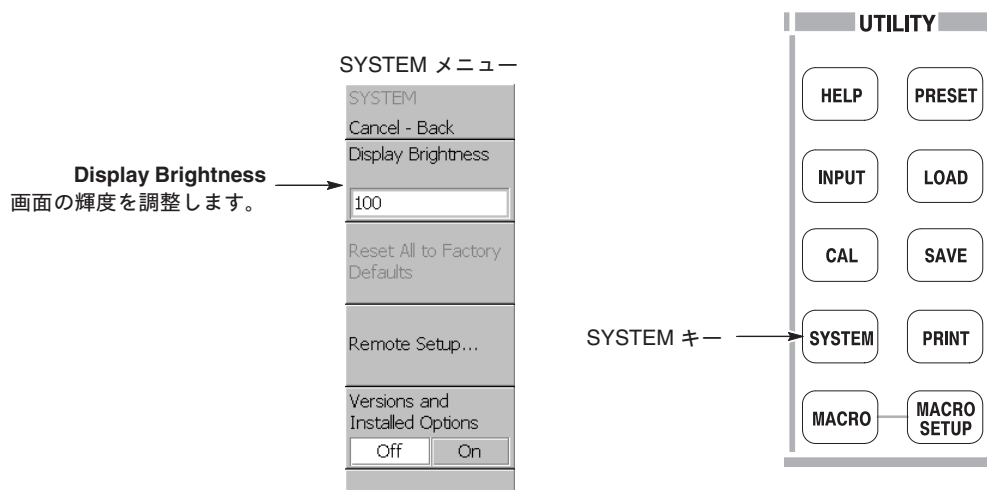 SYSTEM メニュー
SYSTEM
Cancel - Back
Display Brightness
100
Reset All to Factory
Defaults
Remote Setup...
Versions and
Installed Options
Off On
Display Brightness
画面の輝度を調整します。
SYSTEM キー
UTILITY
HELP PRESET
INPUT LOAD
CAL SAVE
SYSTEM PRINT
MACRO MACRO
SETUP